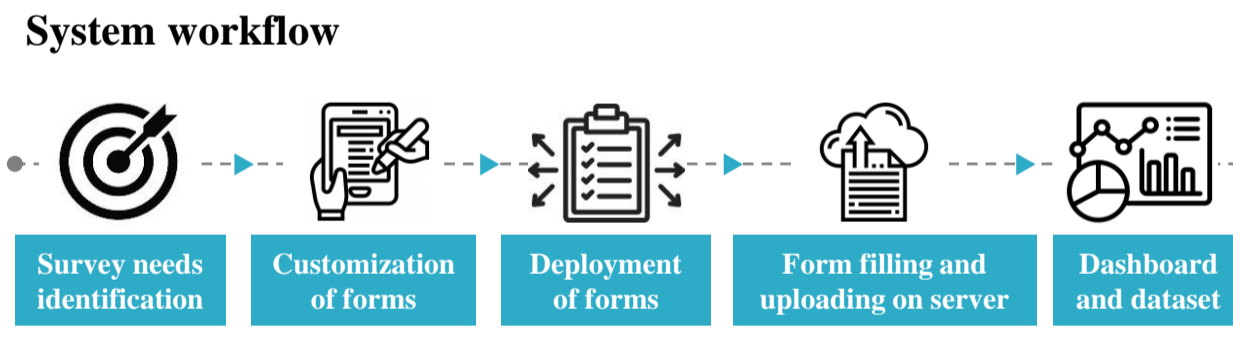 System workflow
Survey needs
identification
Customization
of forms
Deployment
of forms
Form filling and
uploading on server
Dashboard
and dataset